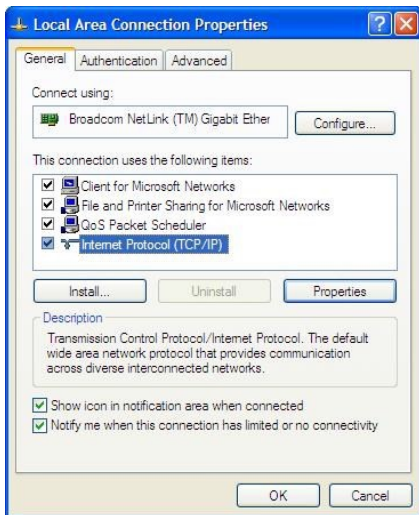 Local Area Connection Properties
General Authentication Advanced
Connect using:
Broadcom NetLink (TM) Gigabit Ether
Configure...
This connection uses the following items:
Client for Microsoft Networks
File and Printer Sharing for Microsoft Networks
QoS Packet Scheduler
Internet Protocol (TCP/IP)
Install... Uninstall Properties
Description
Transmission Control Protocol/Internet Protocol. The default
wide area network protocol that provides communication
across diverse interconnected networks.
Show icon in notification area when connected
Notify me when this connection has limited or no connectivity
OK Cancel